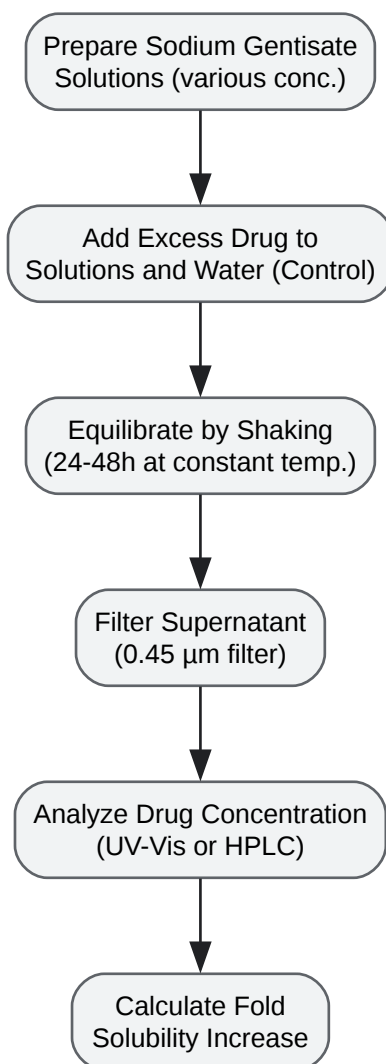 Prepare Sodium Gentisate
Solutions (various conc.)
Add Excess Drug to
Solutions and Water (Control)
Equilibrate by Shaking
(24-48h at constant temp.)
Filter Supernatant
(0.45 µm filter)
Analyze Drug Concentration
(UV-Vis or HPLC)
Calculate Fold
Solubility Increase